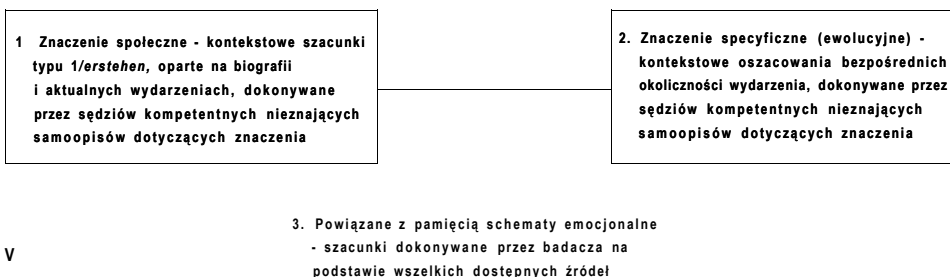 1 Znaczenie społeczne - kontekstowe szacunki
typu 1/erstehen, oparte na biografii
i aktualnych wydarzeniach, dokonywane
przez sędziów kompetentnych nieznających
samoopisów dotyczących znaczenia
2. Znaczenie specyficzne (ewolucyjne) -
kontekstowe oszacowania bezpośrednich
okoliczności wydarzenia, dokonywane przez
sędziów kompetentnych nieznających
samoopisów dotyczących znaczenia
3. Powiązane z pamięcią schematy emocjonalne
- szacunki dokonywane przez badacza na
podstawie wszelkich dostępnych źródeł
V